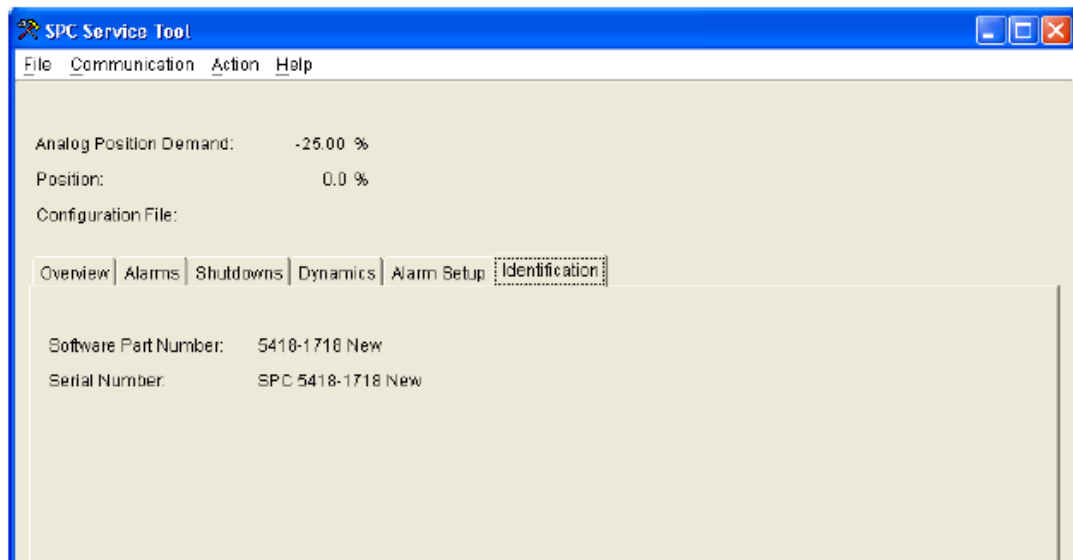 SPC Service Tool
File Communication Action Help
Analog Position Demand: -25.00 %
Position: 0.0 %
Configuration File:
Overview Alarms Shutdowns Dynamics Alarm Setup Identification
Software Part Number: 5418-1718 New
Serial Number: SPC 5418-1718 New